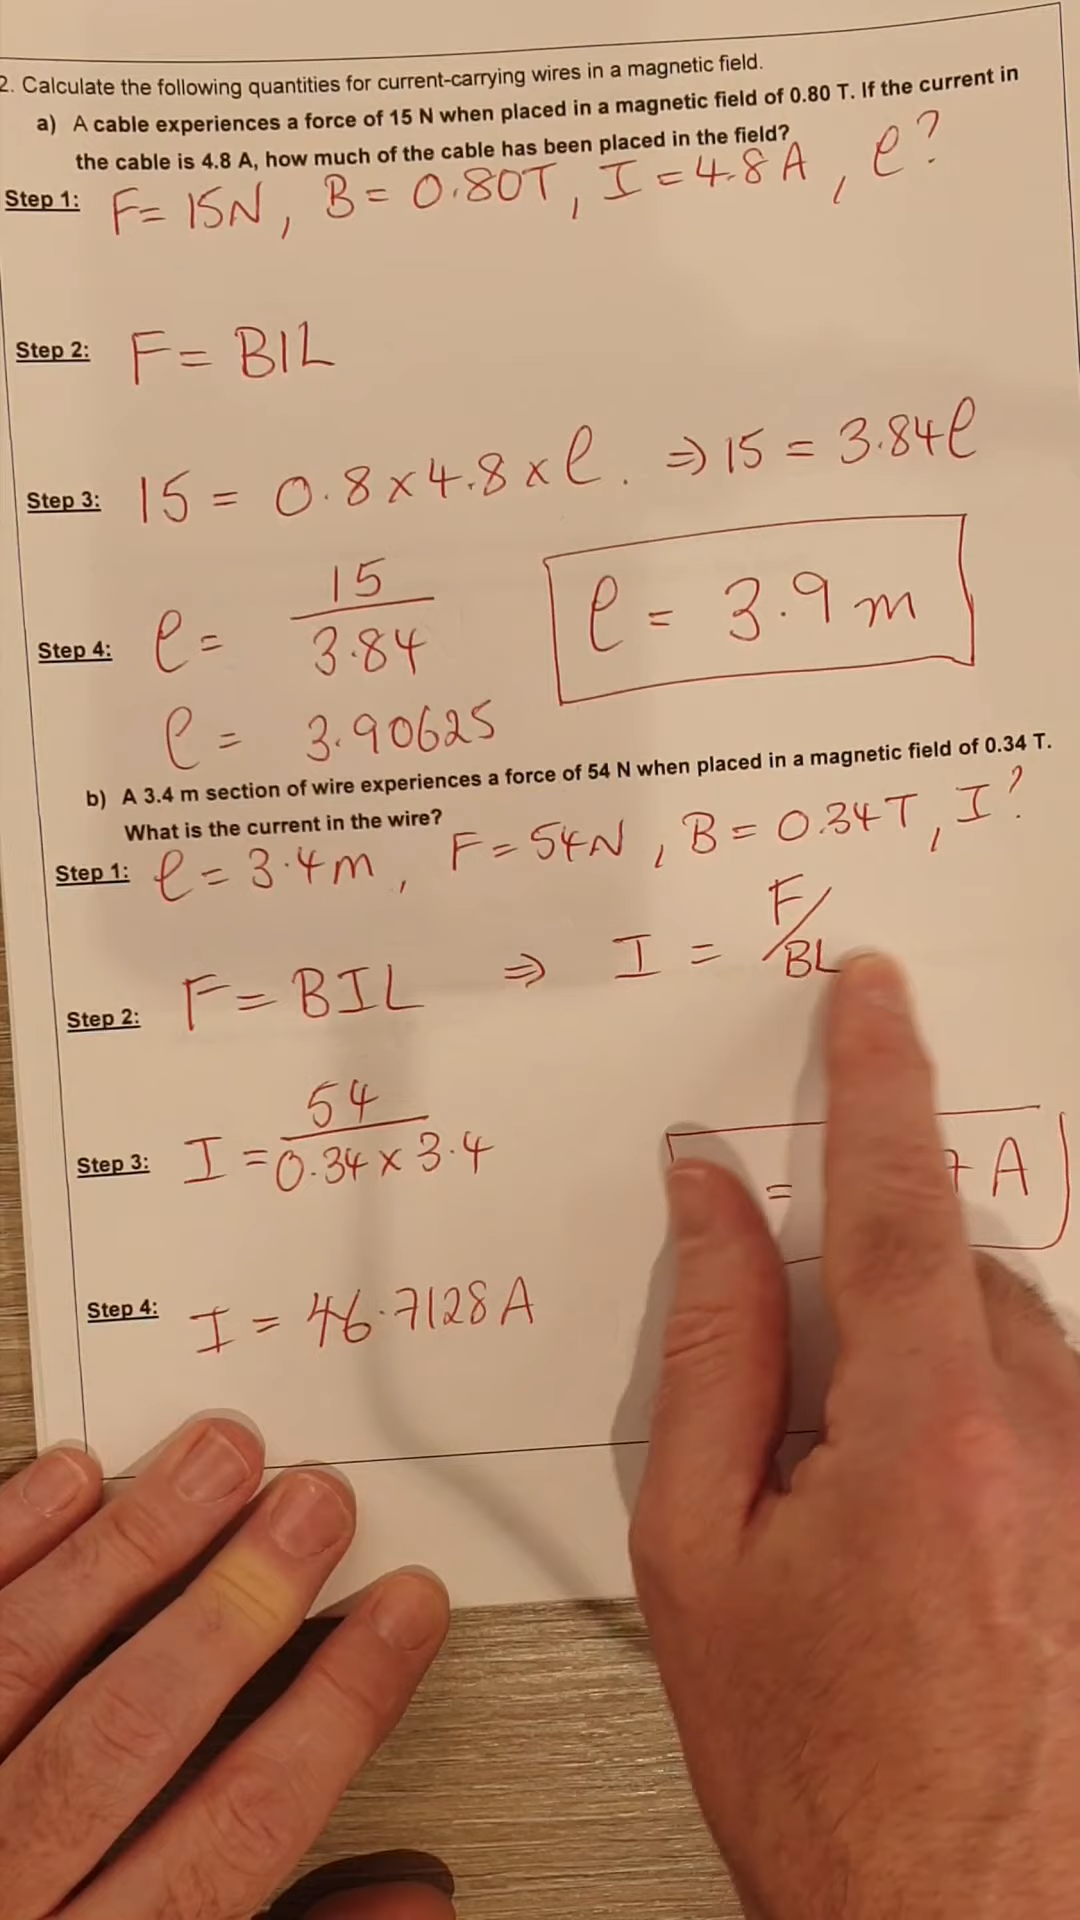 2. Calculate the following quantities for current-carrying wires in a magnetic field.
a) A cable experiences a force of 15 N when placed in a magnetic field of 0.80 T. If the current in
the cable is 4.8 A, how much of the cable has been placed in the field?
Step 1: F = 15N, B = 0.80T, I = 4.8A, l?
Step 2: F = BIL
Step 3: 15 = 0.8 x 4.8 x l. ⇒ 15 = 3.84l
Step 4: l = 15/3.84
l = 3.9 m
l = 3.90625
b) A 3.4 m section of wire experiences a force of 54 N when placed in a magnetic field of 0.34 T.
What is the current in the wire?
Step 1: l = 3.4m, F = 54N, B = 0.34T, I?
Step 2: F = BIL ⇒ I = F/BL
Step 3: I = 54/0.34 x 3.4
= 7 A
Step 4: I = 46.7128A